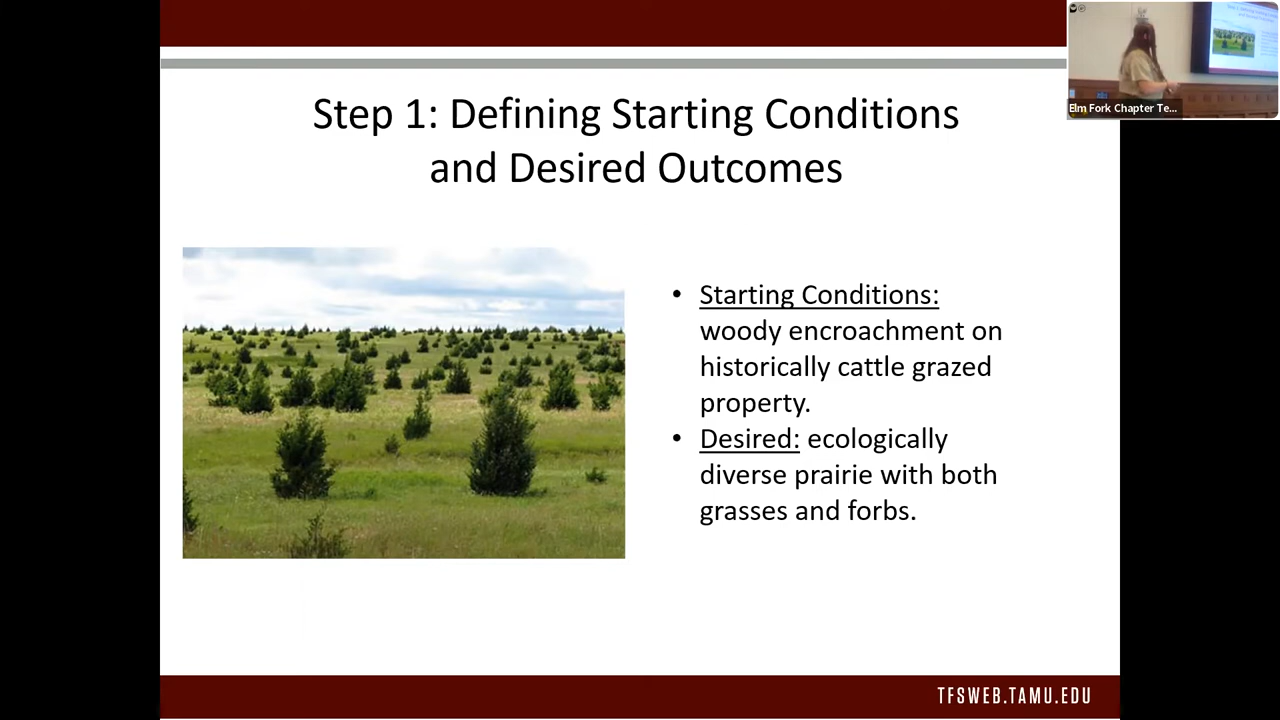 Step 1: Defining Starting Conditions
and Desired Outcomes
• Starting Conditions:
woody encroachment on
historically cattle grazed
property.
• Desired: ecologically
diverse prairie with both
grasses and forbs.
TFSWEB.TAMU.EDU
Elm Fork Chapter Te...